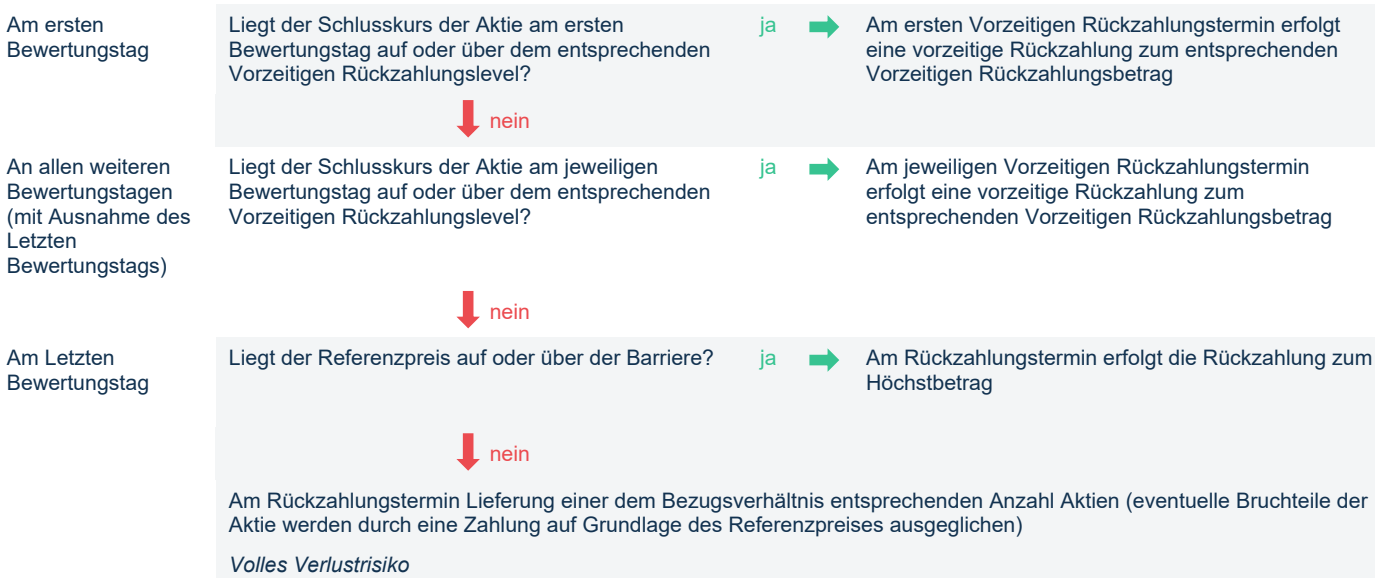 Am ersten
Bewertungstag
Liegt der Schlusskurs der Aktie am ersten
Bewertungstag auf oder über dem entsprechenden
Vorzeitigen Rückzahlungslevel?
ja
Am ersten Vorzeitigen Rückzahlungstermin erfolgt
eine vorzeitige Rückzahlung zum entsprechenden
Vorzeitigen Rückzahlungsbetrag
nein
An allen weiteren
Bewertungstagen
(mit Ausnahme des
Letzten
Bewertungstags)
Liegt der Schlusskurs der Aktie am jeweiligen
Bewertungstag auf oder über dem entsprechenden
Vorzeitigen Rückzahlungslevel?
ja
Am jeweiligen Vorzeitigen Rückzahlungstermin
erfolgt eine vorzeitige Rückzahlung zum
entsprechenden Vorzeitigen Rückzahlungsbetrag
nein
Am Letzten
Bewertungstag
Liegt der Referenzpreis auf oder über der Barriere?
ja
Am Rückzahlungstermin erfolgt die Rückzahlung zum
Höchstbetrag
nein
Am Rückzahlungstermin Lieferung einer dem Bezugsverhältnis entsprechenden Anzahl Aktien (eventuelle Bruchteile der
Aktie werden durch eine Zahlung auf Grundlage des Referenzpreises ausgeglichen)
Volles Verlustrisiko